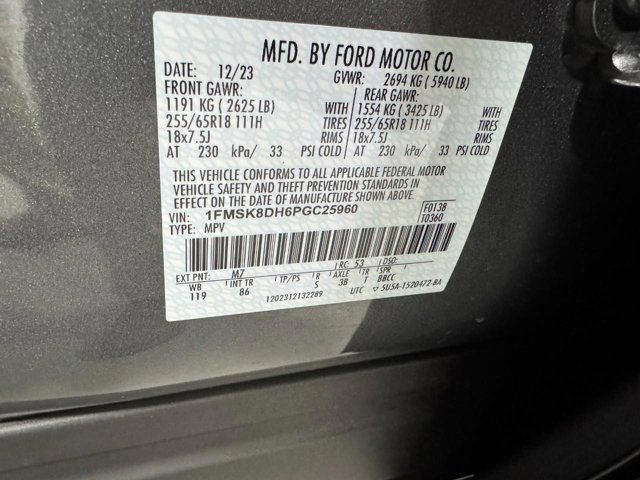 MFD. BY FORD MOTOR CO.
DATE: 12/23 GVWR: 2694 KG ( 5940 LB)
FRONT GAWR: REAR GAWR:
1191 KG ( 2625 LB) WITH 1554 KG ( 3425 LB) WITH
255/65R18 111H TIRES 255/65R18 111H TIRES
18x7.5J RIMS 18x7.5J RIMS
AT 230 kPa/ 33 PSI COLD AT 230 kPa/ 33 PSI COLD
THIS VEHICLE CONFORMS TO ALL APPLICABLE FEDERAL MOTOR
VEHICLE SAFETY AND THEFT PREVENTION STANDARDS IN
EFFECT ON THE DATE OF MANUFACTURE SHOWN ABOVE.
VIN: 1FMSK8DH6PGC25960 F0138
TYPE: MPV T0360
EXT PNT: M7 RC: 53 DSO:
WB INT TR TP/PS R AXLE TR SPR
119 86 S 3B T BBCC
1202312132289 UTC ▽ 5U5A-1520472-BA